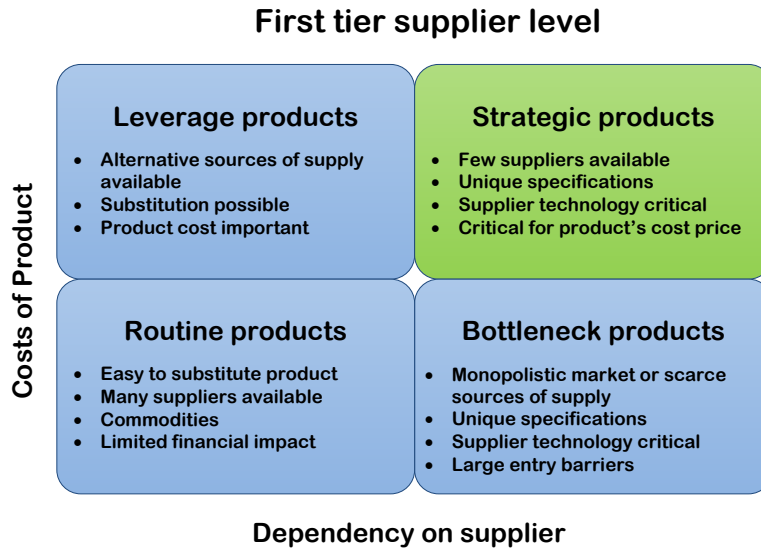 First tier supplier level
Costs of Product
Leverage products
• Alternative sources of supply
available
• Substitution possible
• Product cost important
Strategic products
• Few suppliers available
• Unique specifications
• Supplier technology critical
• Critical for product's cost price
Routine products
• Easy to substitute product
• Many suppliers available
• Commodities
• Limited financial impact
Bottleneck products
• Monopolistic market or scarce
sources of supply
• Unique specifications
• Supplier technology critical
• Large entry barriers
Dependency on supplier